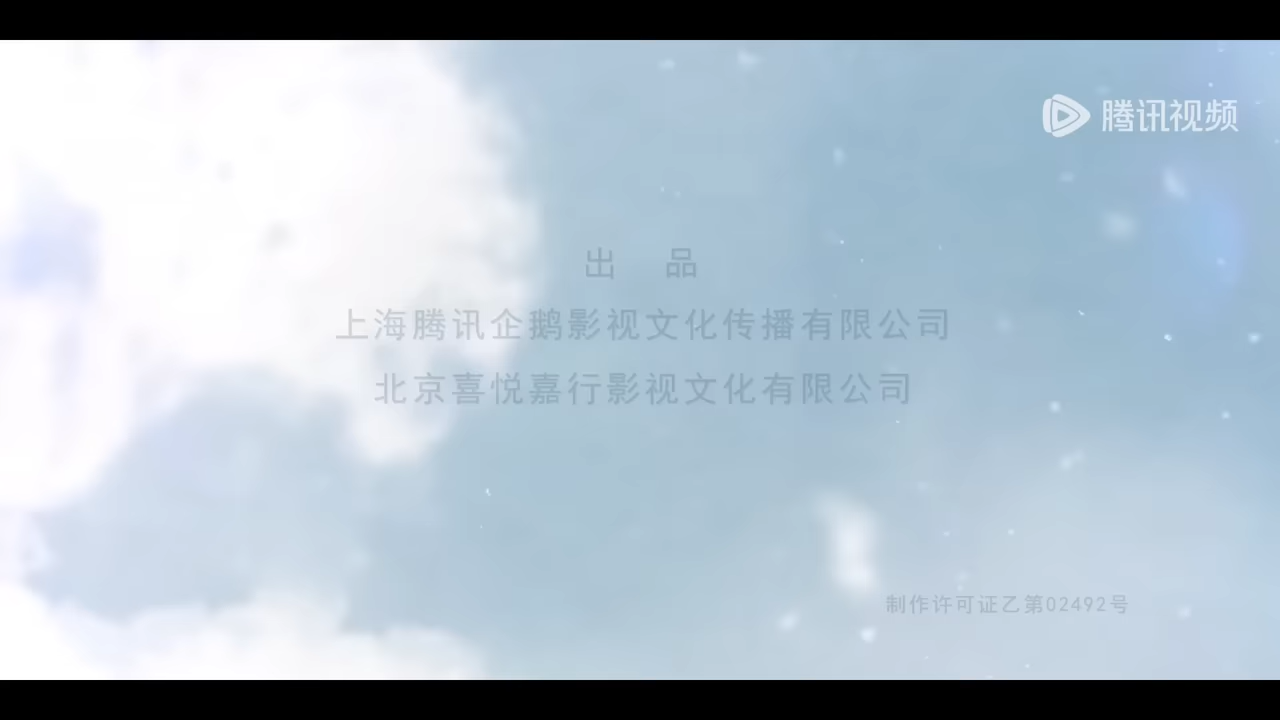 腾讯视频
出 品
上海腾讯企鹅影视文化传播有限公司
北京喜悦嘉行影视文化有限公司
制作许可证乙第02492号